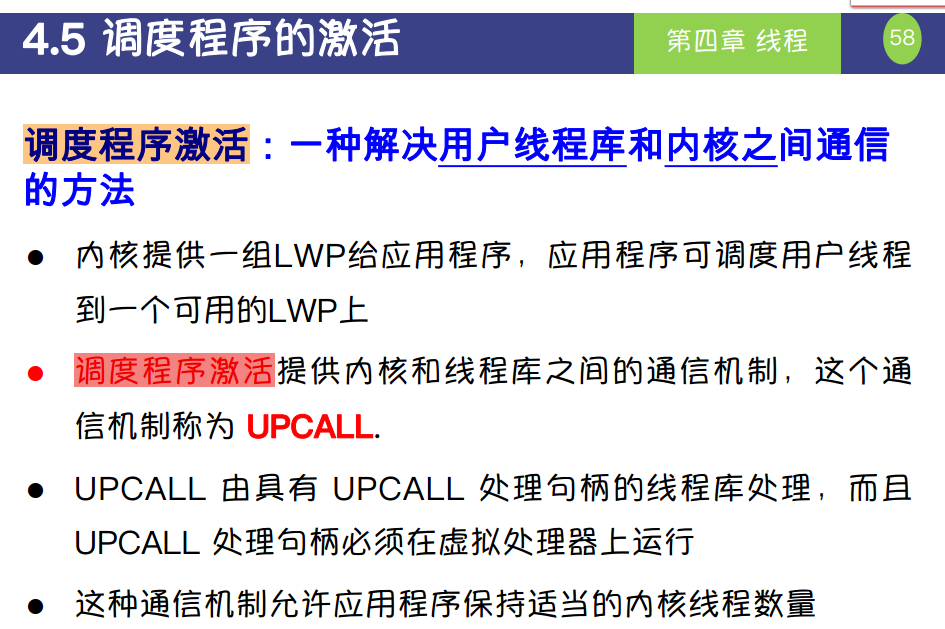 4.5 调度程序的激活
第四章 线程
58
调度程序激活：一种解决用户线程库和内核之间通信
的方法
● 内核提供一组LWP给应用程序，应用程序可调度用户线程
到一个可用的LWP上
● 调度程序激活提供内核和线程库之间的通信机制，这个通
信机制称为 UPCALL.
● UPCALL 由具有 UPCALL 处理句柄的线程库处理，而且
UPCALL 处理句柄必须在虚拟处理器上运行
● 这种通信机制允许应用程序保持适当的内核线程数量